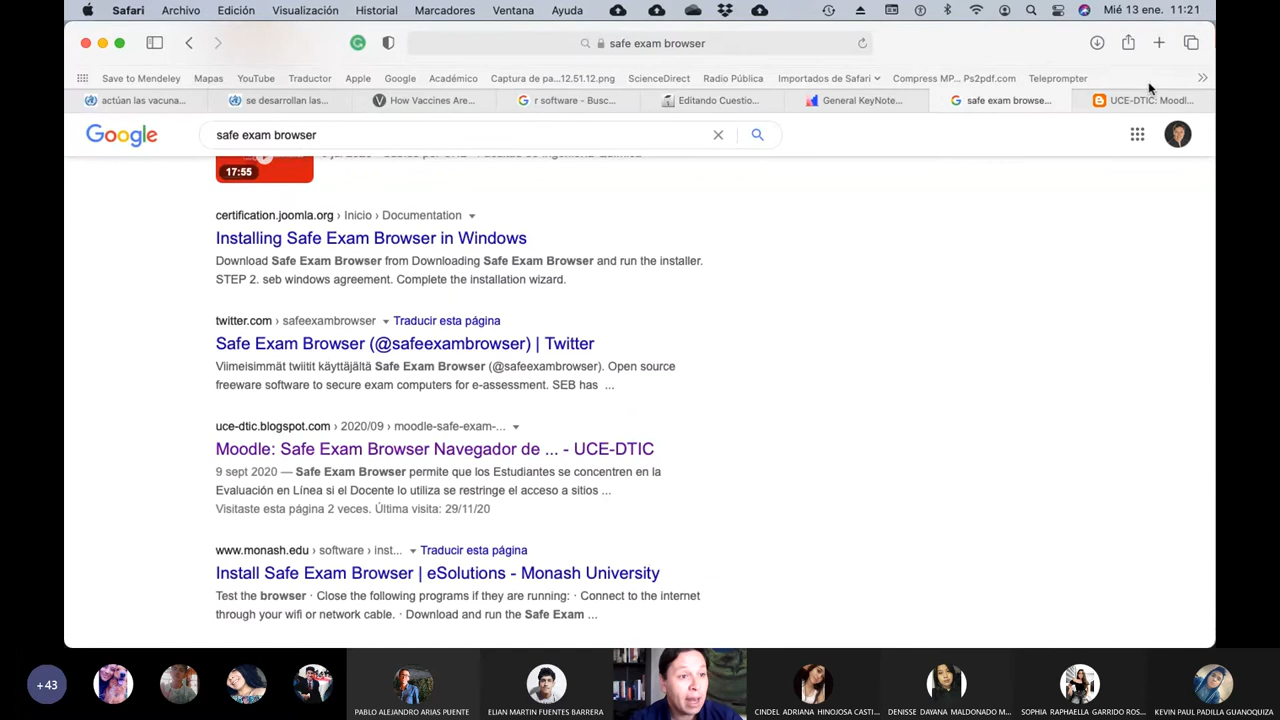 Safari Archivo Edición Visualización Historial Marcadores Ventana Ayuda Mié 13 ene. 11:21
safe exam browser
Save to Mendeley Mapas YouTube Traductor Apple Google Académico Captura de pa...12.51.12.png ScienceDirect Radio Pública Importados de Safari Compress MP... Ps2pdf.com Teleprompter
actúan las vacuna... se desarrollan las... How Vaccines Are... r software - Busc... Editando Cuestio... General KeyNote... safe exam browse... UCE-DTIC: Moodl...
Google safe exam browser
17:55
certification.joomla.org › Inicio › Documentation
Installing Safe Exam Browser in Windows
Download Safe Exam Browser from Downloading Safe Exam Browser and run the installer.
STEP 2. seb windows agreement. Complete the installation wizard.
twitter.com › safeexambrowser Traducir esta página
Safe Exam Browser (@safeexambrowser) | Twitter
Viimeisimmät twiitit käyttäjältä Safe Exam Browser (@safeexambrowser). Open source
freeware software to secure exam computers for e-assessment. SEB has ...
uce-dtic.blogspot.com › 2020/09 › moodle-safe-exam-...
Moodle: Safe Exam Browser Navegador de ... - UCE-DTIC
9 sept 2020 — Safe Exam Browser permite que los Estudiantes se concentren en la
Evaluación en Línea si el Docente lo utiliza se restringe el acceso a sitios ...
Visitaste esta página 2 veces. Última visita: 29/11/20
www.monash.edu › software › inst... Traducir esta página
Install Safe Exam Browser | eSolutions - Monash University
Test the browser · Close the following programs if they are running: · Connect to the internet
through your wifi or network cable. · Download and run the Safe Exam ...
+43
PABLO ALEJANDRO ARIAS PUENTE ELIAN MARTIN FUENTES BARRERA CINDEL ADRIANA HINOJOSA CASTI... DENISSE DAYANA MALDONADO M... SOPHIA RAPHAELLA GARRIDO ROS... KEVIN PAUL PADILLA GUANOQUIZA